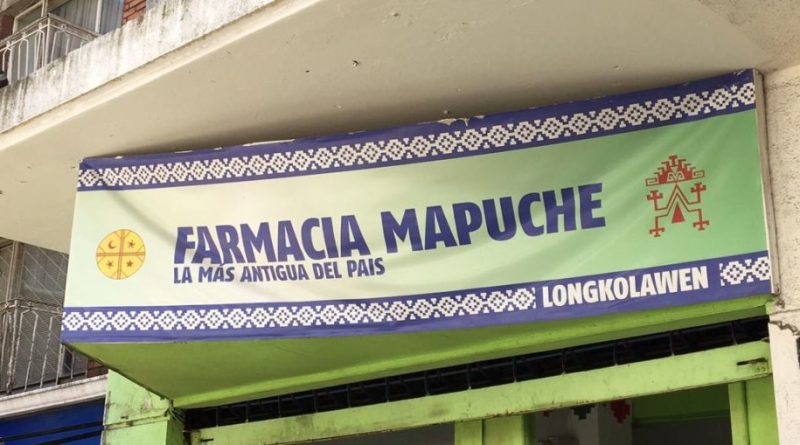 FARMACIA MAPUCHE
LA MÁS ANTIGUA DEL PAIS
LONGKOLAWEN